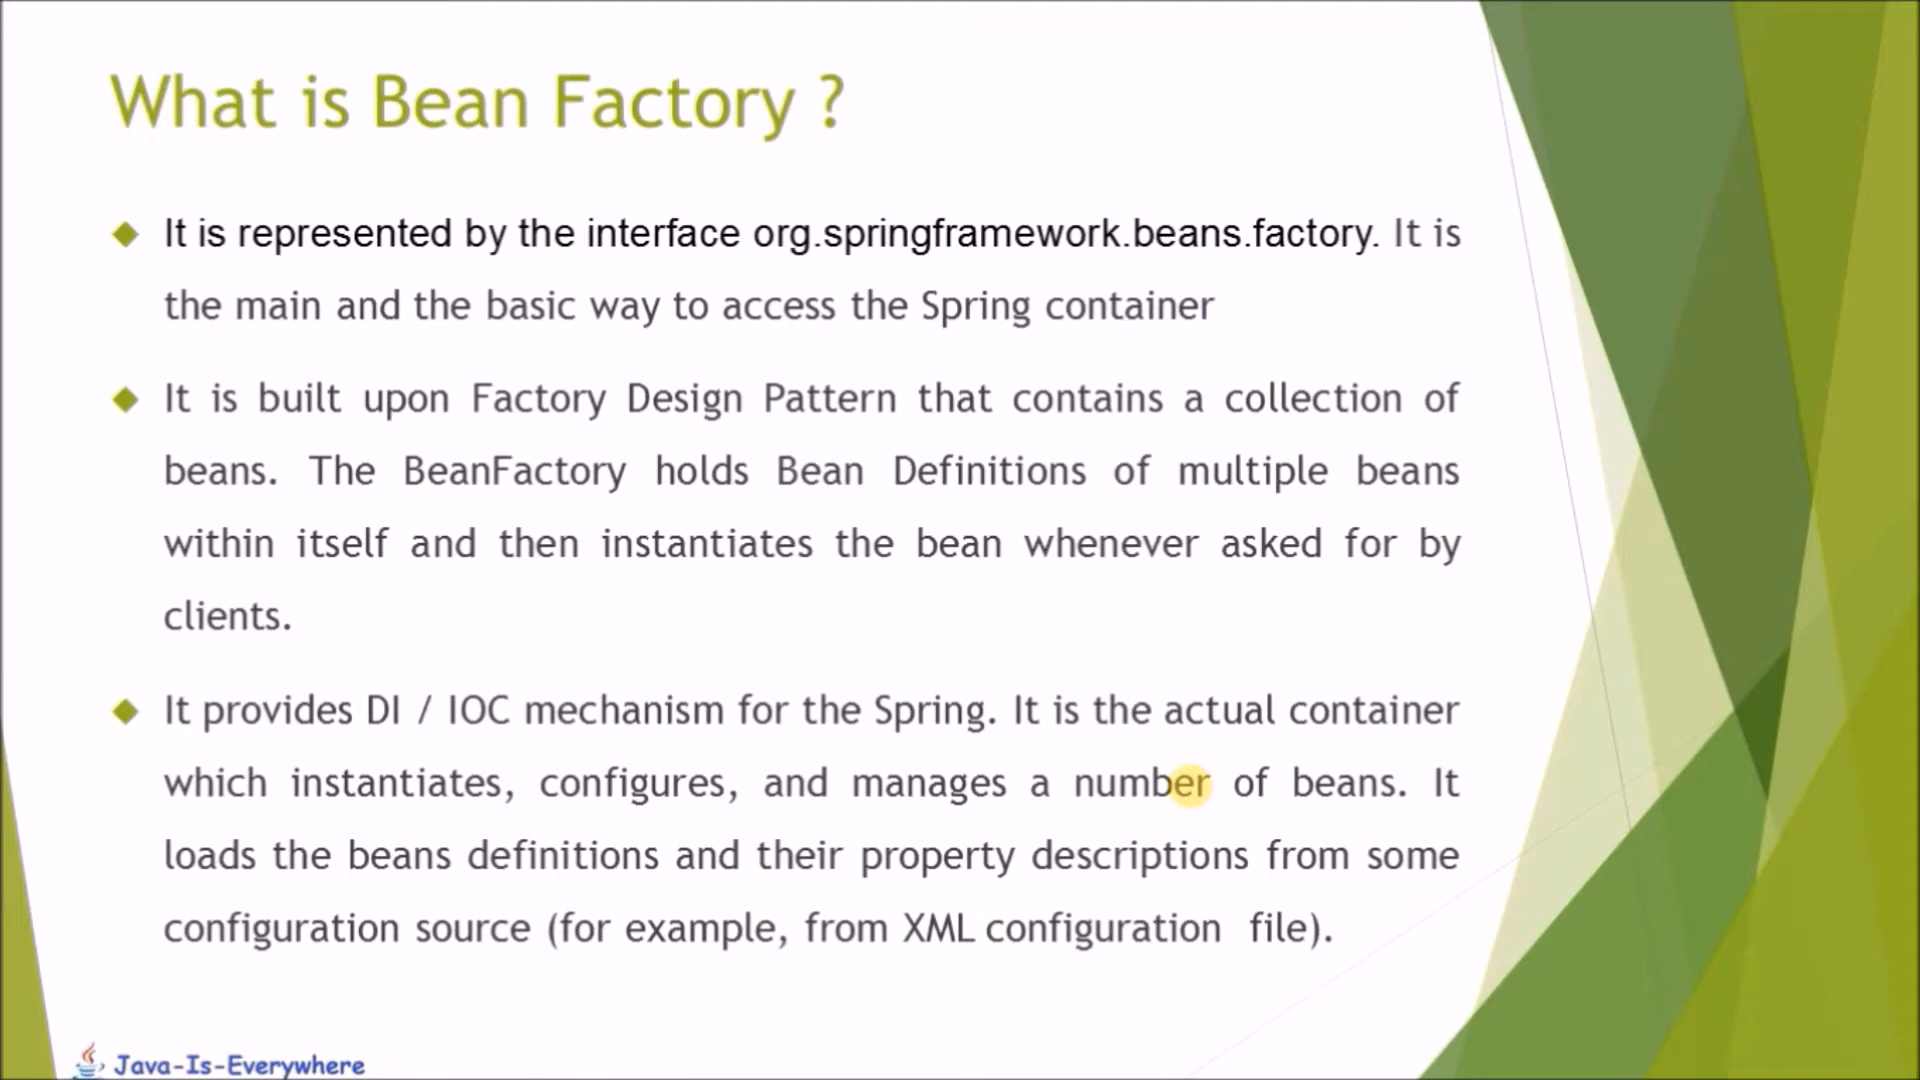 What is Bean Factory ?
It is represented by the interface org.springframework.beans.factory. It is
the main and the basic way to access the Spring container
It is built upon Factory Design Pattern that contains a collection of
beans. The BeanFactory holds Bean Definitions of multiple beans
within itself and then instantiates the bean whenever asked for by
clients.
It provides DI / IOC mechanism for the Spring. It is the actual container
which instantiates, configures, and manages a number of beans. It
loads the beans definitions and their property descriptions from some
configuration source (for example, from XML configuration file).
Java-Is-Everywhere